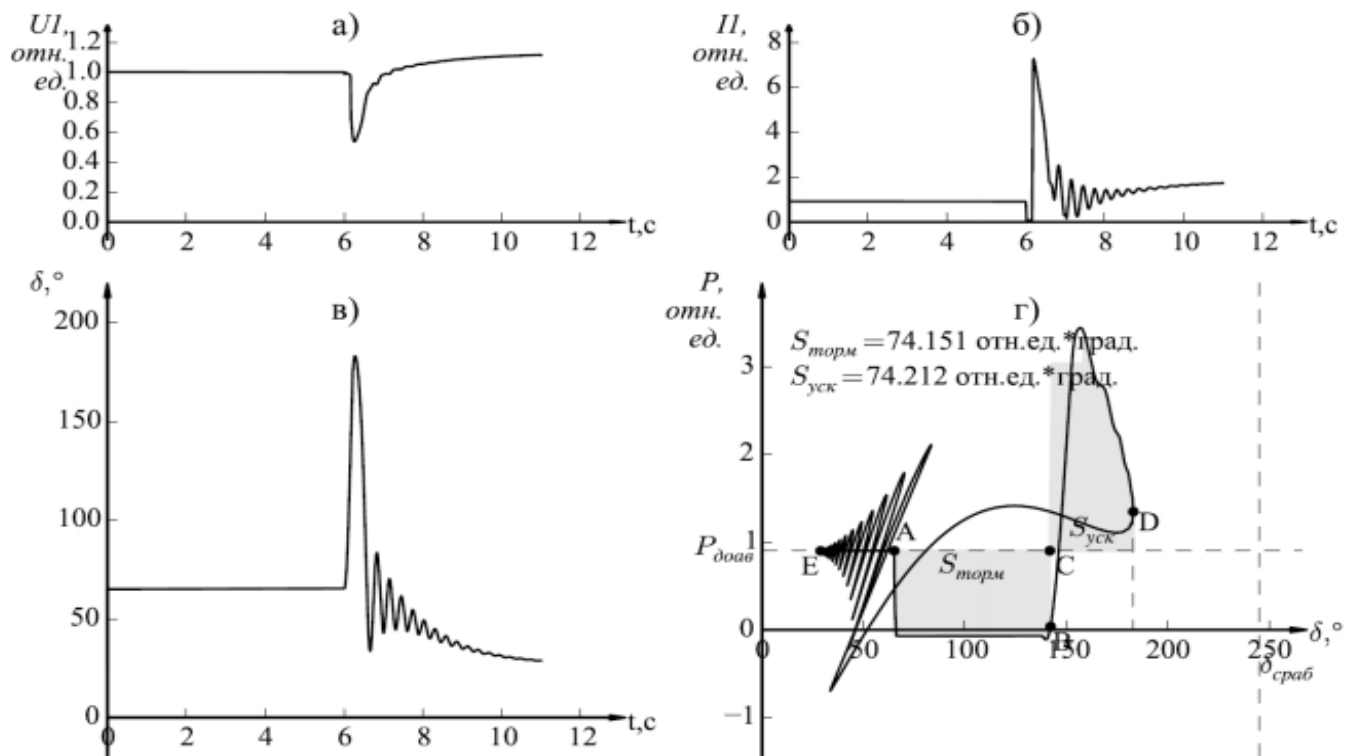 а)
U1,
отн.
ед.
1.2
1.0
0.8
0.6
0.4
0.2
0.0
0 2 4 6 8 10 12 t,с
б)
I1,
отн.
ед.
8
6
4
2
0
0 2 4 6 8 10 12 t,с
в)
δ,°
200
150
100
50
0
0 2 4 6 8 10 12 t,с
г)
P,
отн.
ед.
S_торм = 74.151 отн.ед.*град.
S_уск = 74.212 отн.ед.*град.
3
2
1
P_доав
0
−1
E A S_торм C S_уск D
B
0 50 100 150 200 250 δ,°
δ_сраб